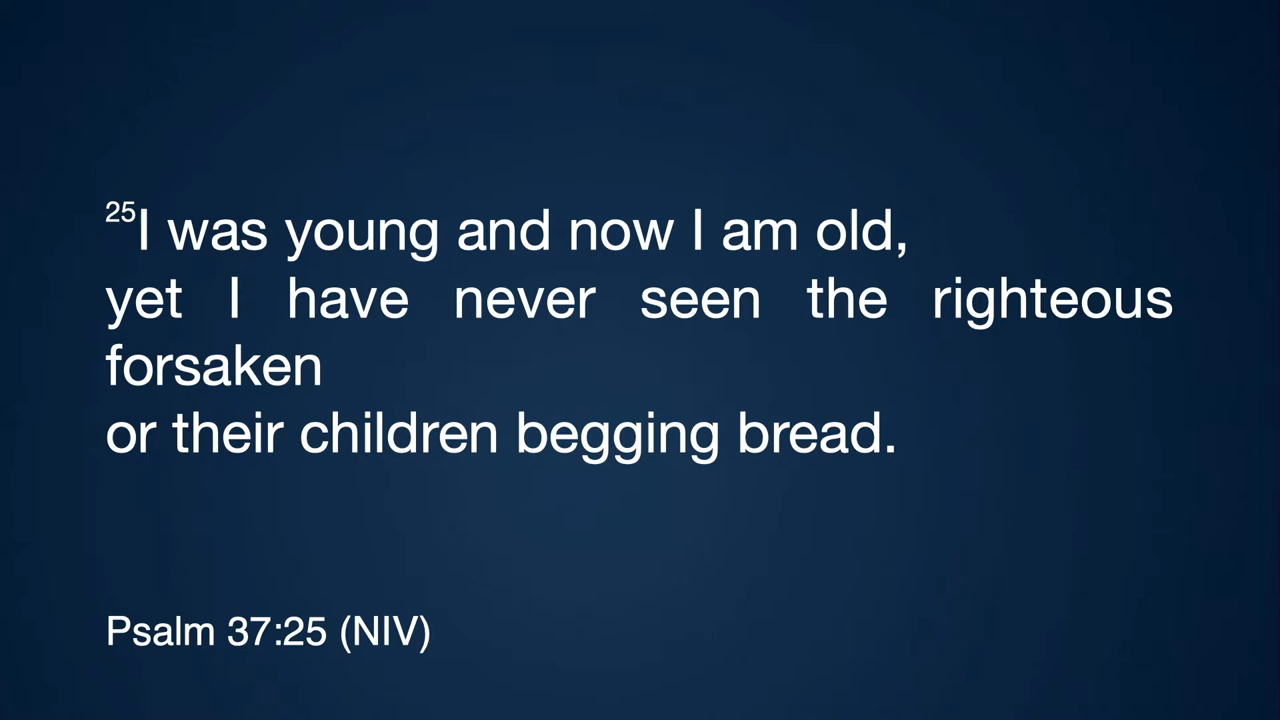 25I was young and now I am old,
yet I have never seen the righteous
forsaken
or their children begging bread.
Psalm 37:25 (NIV)